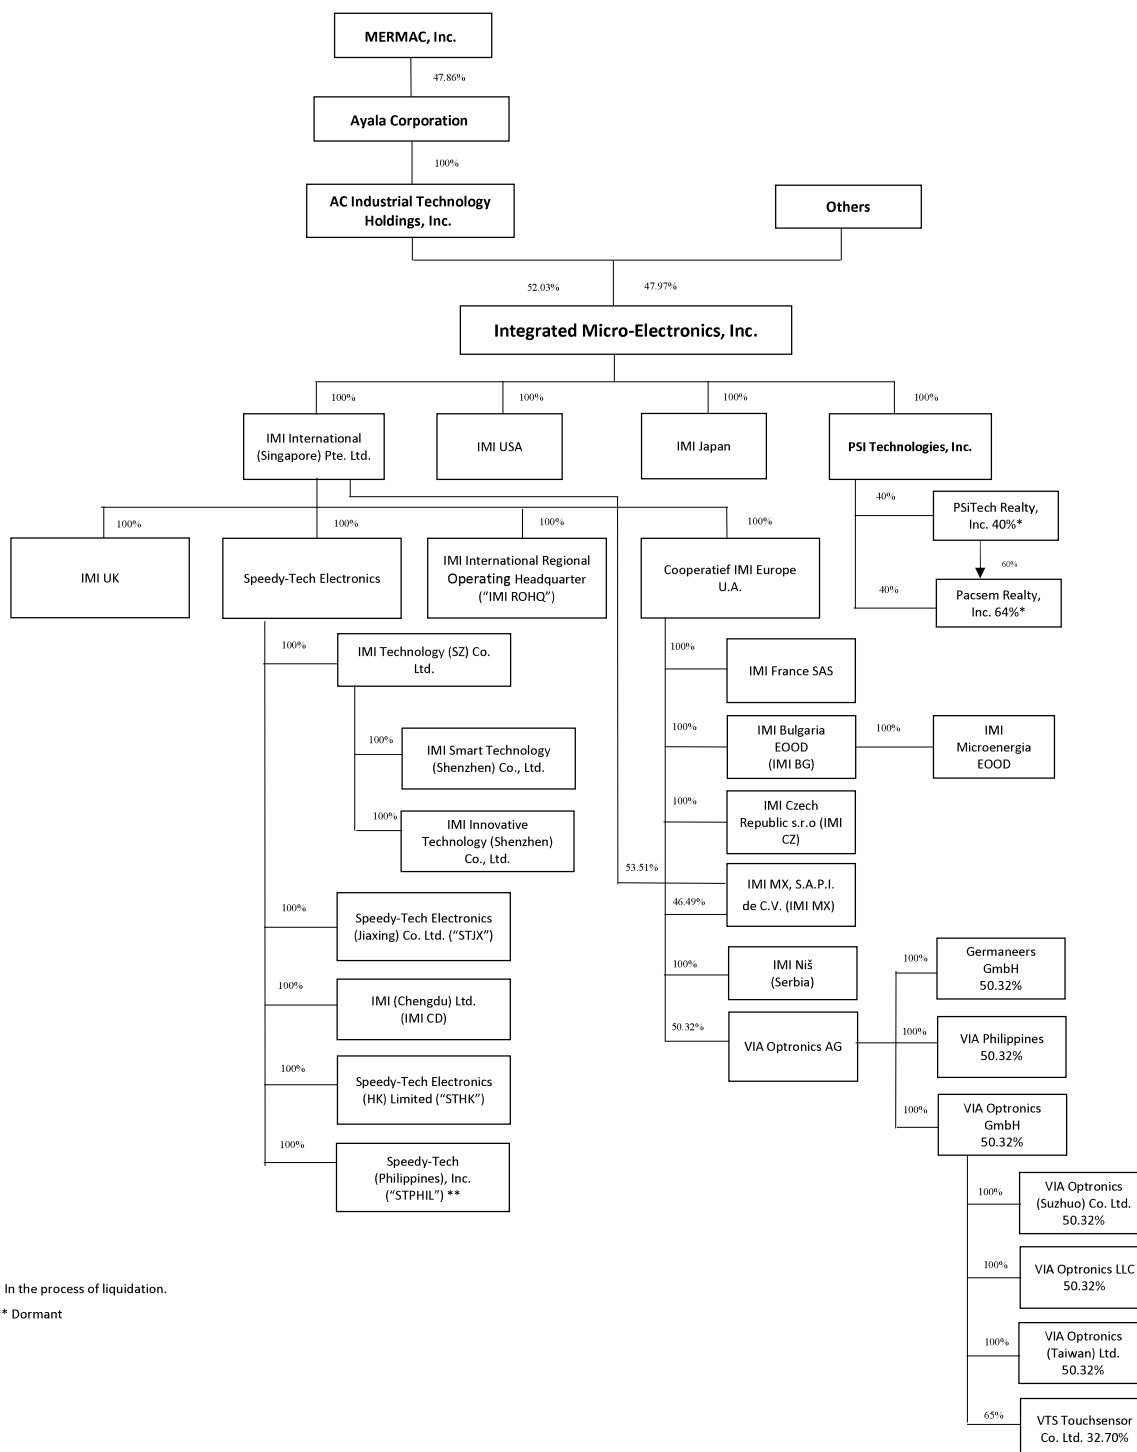 MERMAC, Inc.
47.86%
Ayala Corporation
100%
AC Industrial Technology
Holdings, Inc.
Others
52.03%
47.97%
Integrated Micro-Electronics, Inc.
100%
100%
100%
100%
IMI International
(Singapore) Pte. Ltd.
IMI USA
IMI Japan
PSI Technologies, Inc.
40%
PSiTech Realty,
Inc. 40%*
60%
40%
Pacsem Realty,
Inc. 64%*
100%
100%
100%
100%
IMI UK
Speedy-Tech Electronics
IMI International Regional
Operating Headquarter
(“IMI ROHQ”)
Cooperatief IMI Europe
U.A.
100%
IMI Technology (SZ) Co.
Ltd.
100%
IMI Smart Technology
(Shenzhen) Co., Ltd.
100%
IMI Innovative
Technology (Shenzhen)
Co., Ltd.
100%
Speedy-Tech Electronics
(Jiaxing) Co. Ltd. (“STJX”)
100%
IMI (Chengdu) Ltd.
(IMI CD)
100%
Speedy-Tech Electronics
(HK) Limited (“STHK”)
100%
Speedy-Tech
(Philippines), Inc.
(“STPHIL”) **
100%
IMI France SAS
100%
IMI Bulgaria
EOOD
(IMI BG)
100%
IMI
Microenergia
EOOD
100%
IMI Czech
Republic s.r.o (IMI
CZ)
53.51%
46.49%
IMI MX, S.A.P.I.
de C.V. (IMI MX)
100%
IMI Niš
(Serbia)
50.32%
VIA Optronics AG
100%
Germaneers
GmbH
50.32%
100%
VIA Philippines
50.32%
100%
VIA Optronics
GmbH
50.32%
100%
VIA Optronics
(Suzhuo) Co. Ltd.
50.32%
100%
VIA Optronics LLC
50.32%
100%
VIA Optronics
(Taiwan) Ltd.
50.32%
65%
VTS Touchsensor
Co. Ltd. 32.70%
In the process of liquidation.
* Dormant